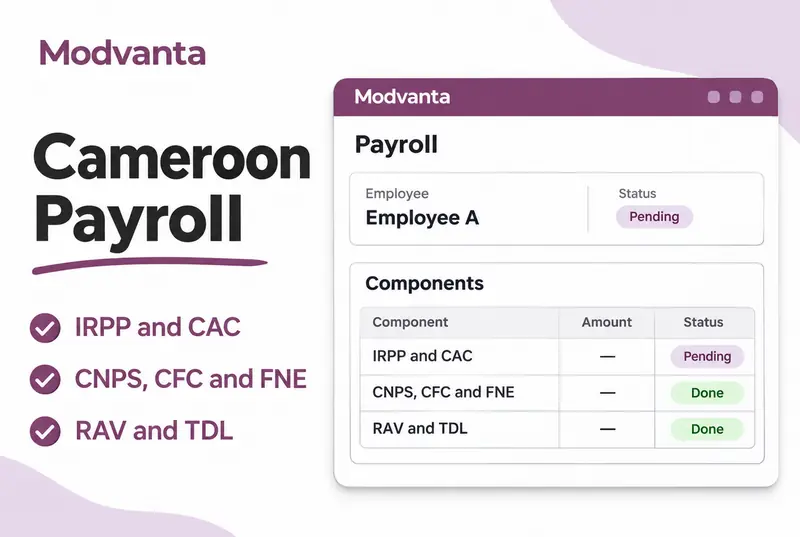 Modvanta
Cameroon
Payroll
IRPP and CAC
CNPS, CFC and FNE
RAV and TDL
Modvanta
Payroll
Employee
Employee A
Status
Pending
Components
Component Amount Status
IRPP and CAC — Pending
CNPS, CFC and FNE — Done
RAV and TDL — Done